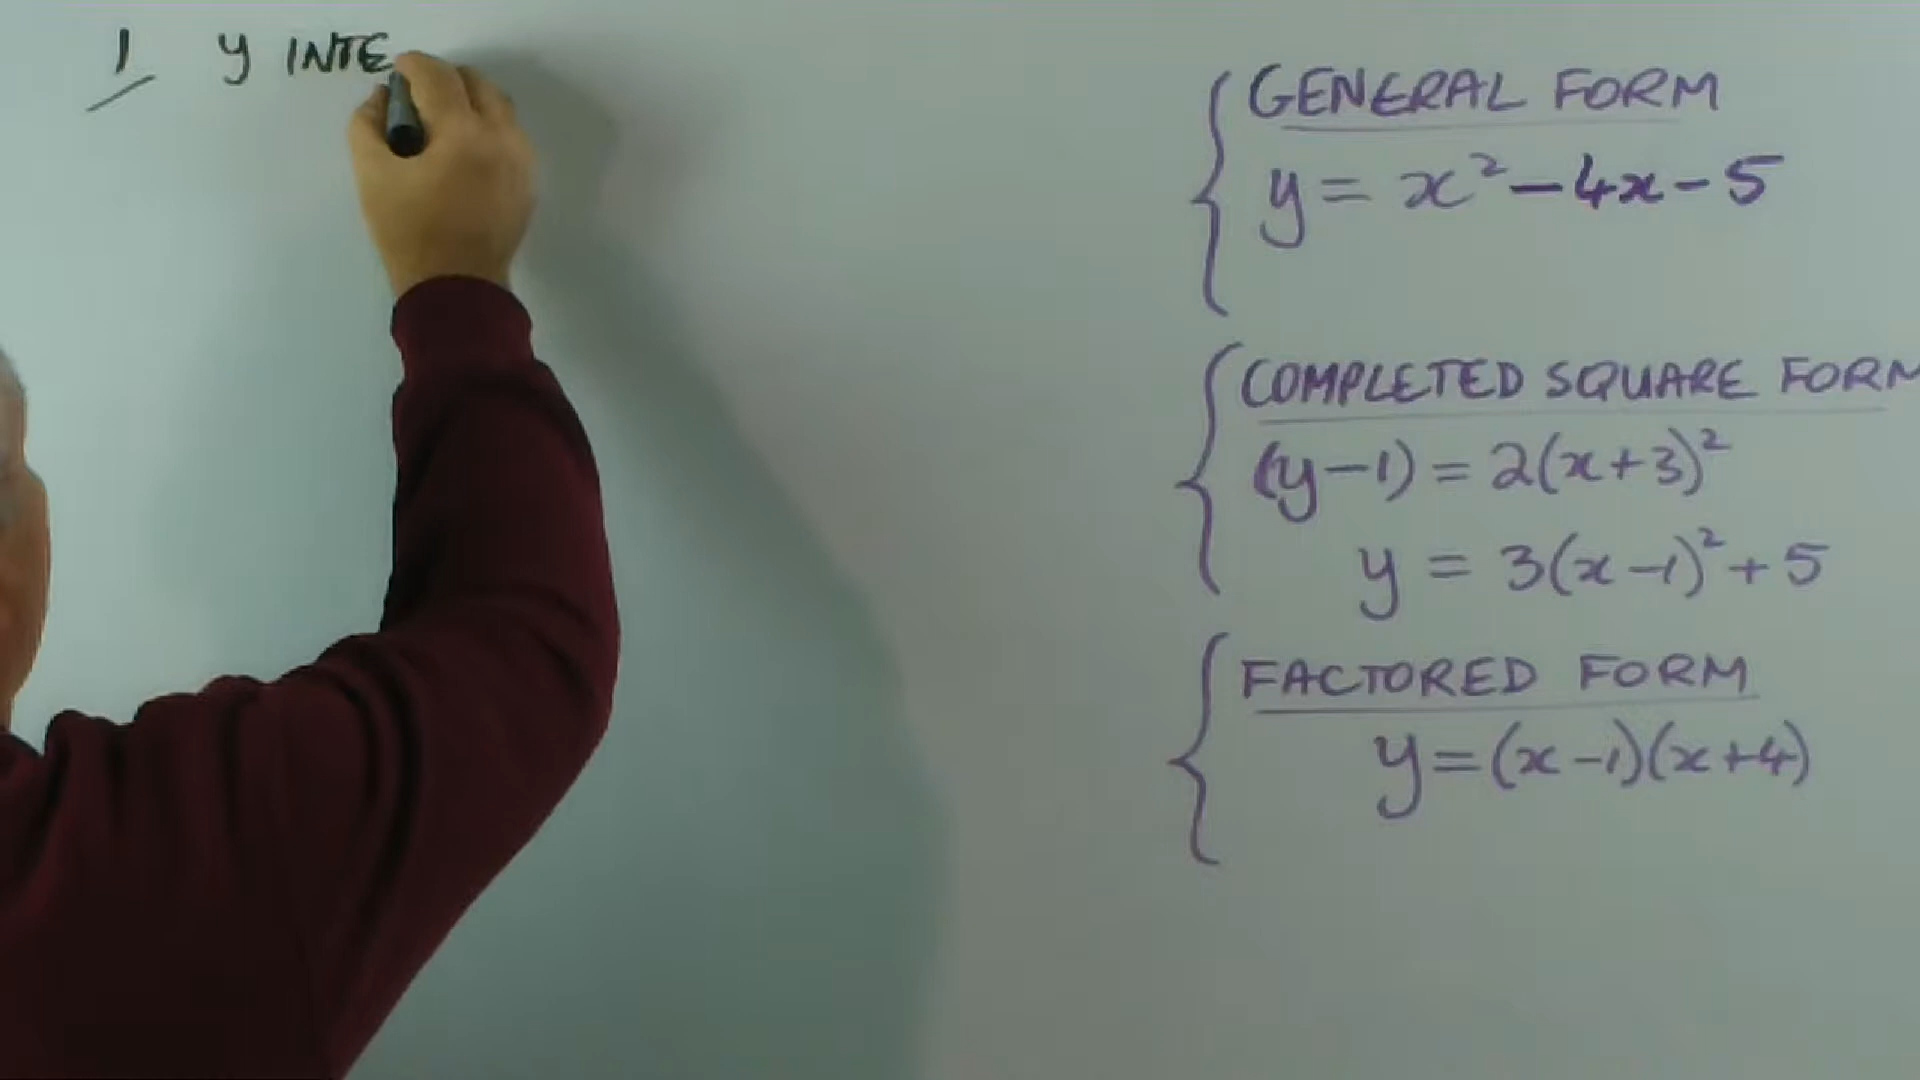 1 y INTE
GENERAL FORM
y = x² - 4x - 5
COMPLETED SQUARE FORM
(y-1) = 2(x+3)²
y = 3(x-1)² + 5
FACTORED FORM
y = (x-1)(x+4)